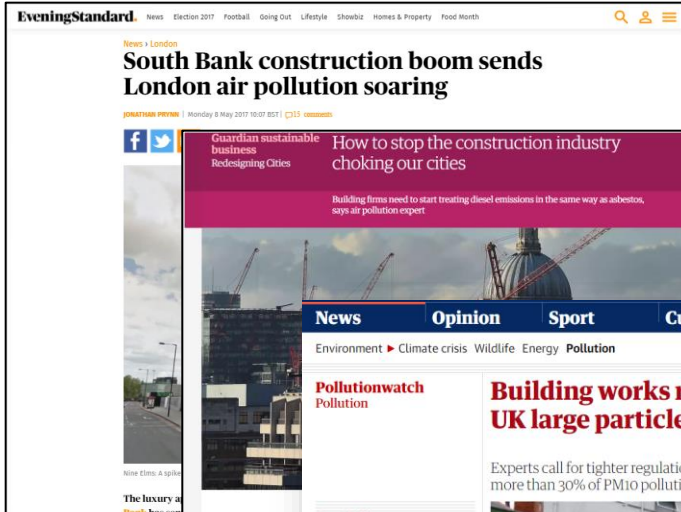 EveningStandard. News Election 2017 Football Going Out Lifestyle Showbiz Homes & Property Food Month
News › London
South Bank construction boom sends
London air pollution soaring
JONATHAN PRYNN | Monday 8 May 2017 10:07 BST | 15 comments
Guardian sustainable
business
Redesigning Cities
How to stop the construction industry
choking our cities
Building firms need to start treating diesel emissions in the same way as asbestos,
says air pollution expert
News Opinion Sport
Environment ▶ Climate crisis Wildlife Energy Pollution
Pollutionwatch
Pollution
Building works
UK large particle
Experts call for tighter
more than 30% of PM10
Nine Elms: A spike
The luxury